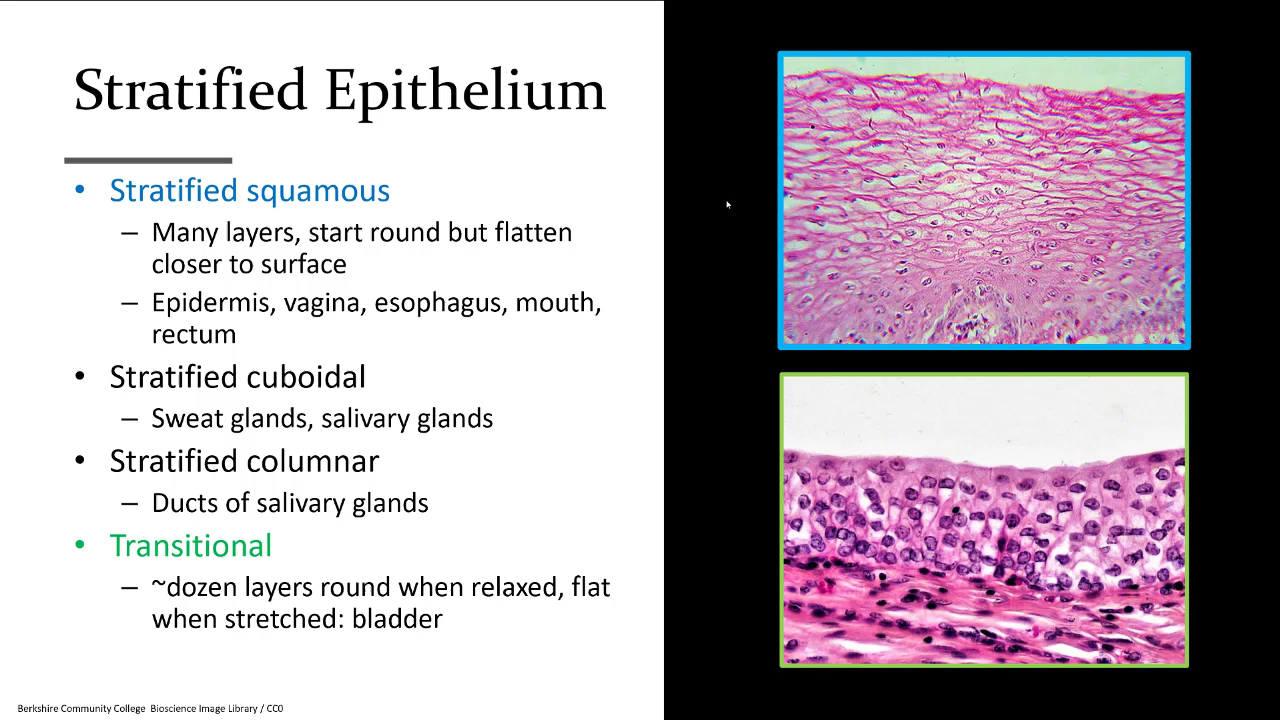 Stratified Epithelium
• Stratified squamous
– Many layers, start round but flatten
closer to surface
– Epidermis, vagina, esophagus, mouth,
rectum
• Stratified cuboidal
– Sweat glands, salivary glands
• Stratified columnar
– Ducts of salivary glands
• Transitional
– ~dozen layers round when relaxed, flat
when stretched: bladder
Berkshire Community College Bioscience Image Library / CC0